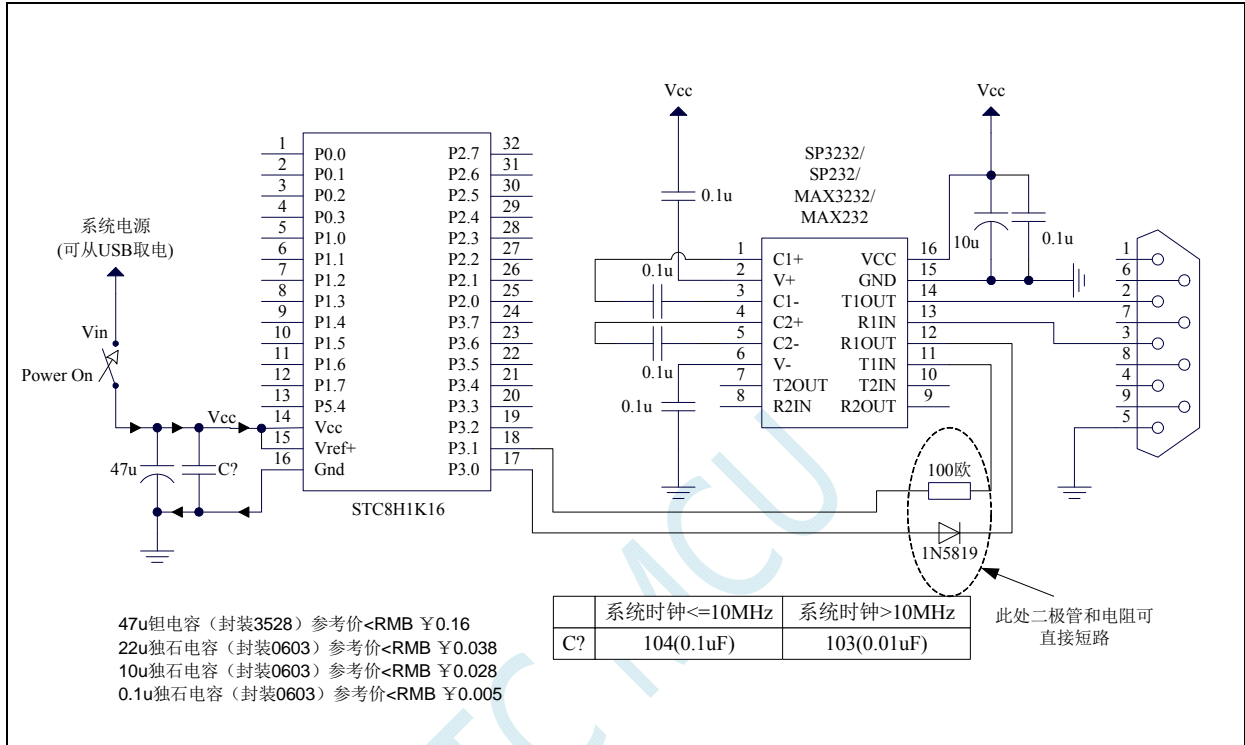 Vcc
Vcc
系统电源
(可从USB取电)
Vin
Power On
Vcc
47u
C?
1 P0.0 P2.7 32
2 P0.1 P2.6 31
3 P0.2 P2.5 30
4 P0.3 P2.4 29
5 P1.0 P2.3 28
6 P1.1 P2.2 27
7 P1.2 P2.1 26
8 P1.3 P2.0 25
9 P1.4 P3.7 24
10 P1.5 P3.6 23
11 P1.6 P3.5 22
12 P1.7 P3.4 21
13 P5.4 P3.3 20
14 Vcc P3.2 19
15 Vref+ P3.1 18
16 Gnd P3.0 17
STC8H1K16
0.1u
0.1u
0.1u
0.1u
SP3232/
SP232/
MAX3232/
MAX232
1 C1+ VCC 16
2 V+ GND 15
3 C1- T1OUT 14
4 C2+ R1IN 13
5 C2- R1OUT 12
6 V- T1IN 11
7 T2OUT T2IN 10
8 R2IN R2OUT 9
10u
0.1u
1
6
2
7
3
8
4
9
5
100欧
1N5819
此处二极管和电阻可
直接短路
系统时钟<=10MHz 系统时钟>10MHz
C? 104(0.1uF) 103(0.01uF)
47u钽电容（封装3528）参考价<RMB ￥0.16
22u独石电容（封装0603）参考价<RMB ￥0.038
10u独石电容（封装0603）参考价<RMB ￥0.028
0.1u独石电容（封装0603）参考价<RMB ￥0.005
STC MCU